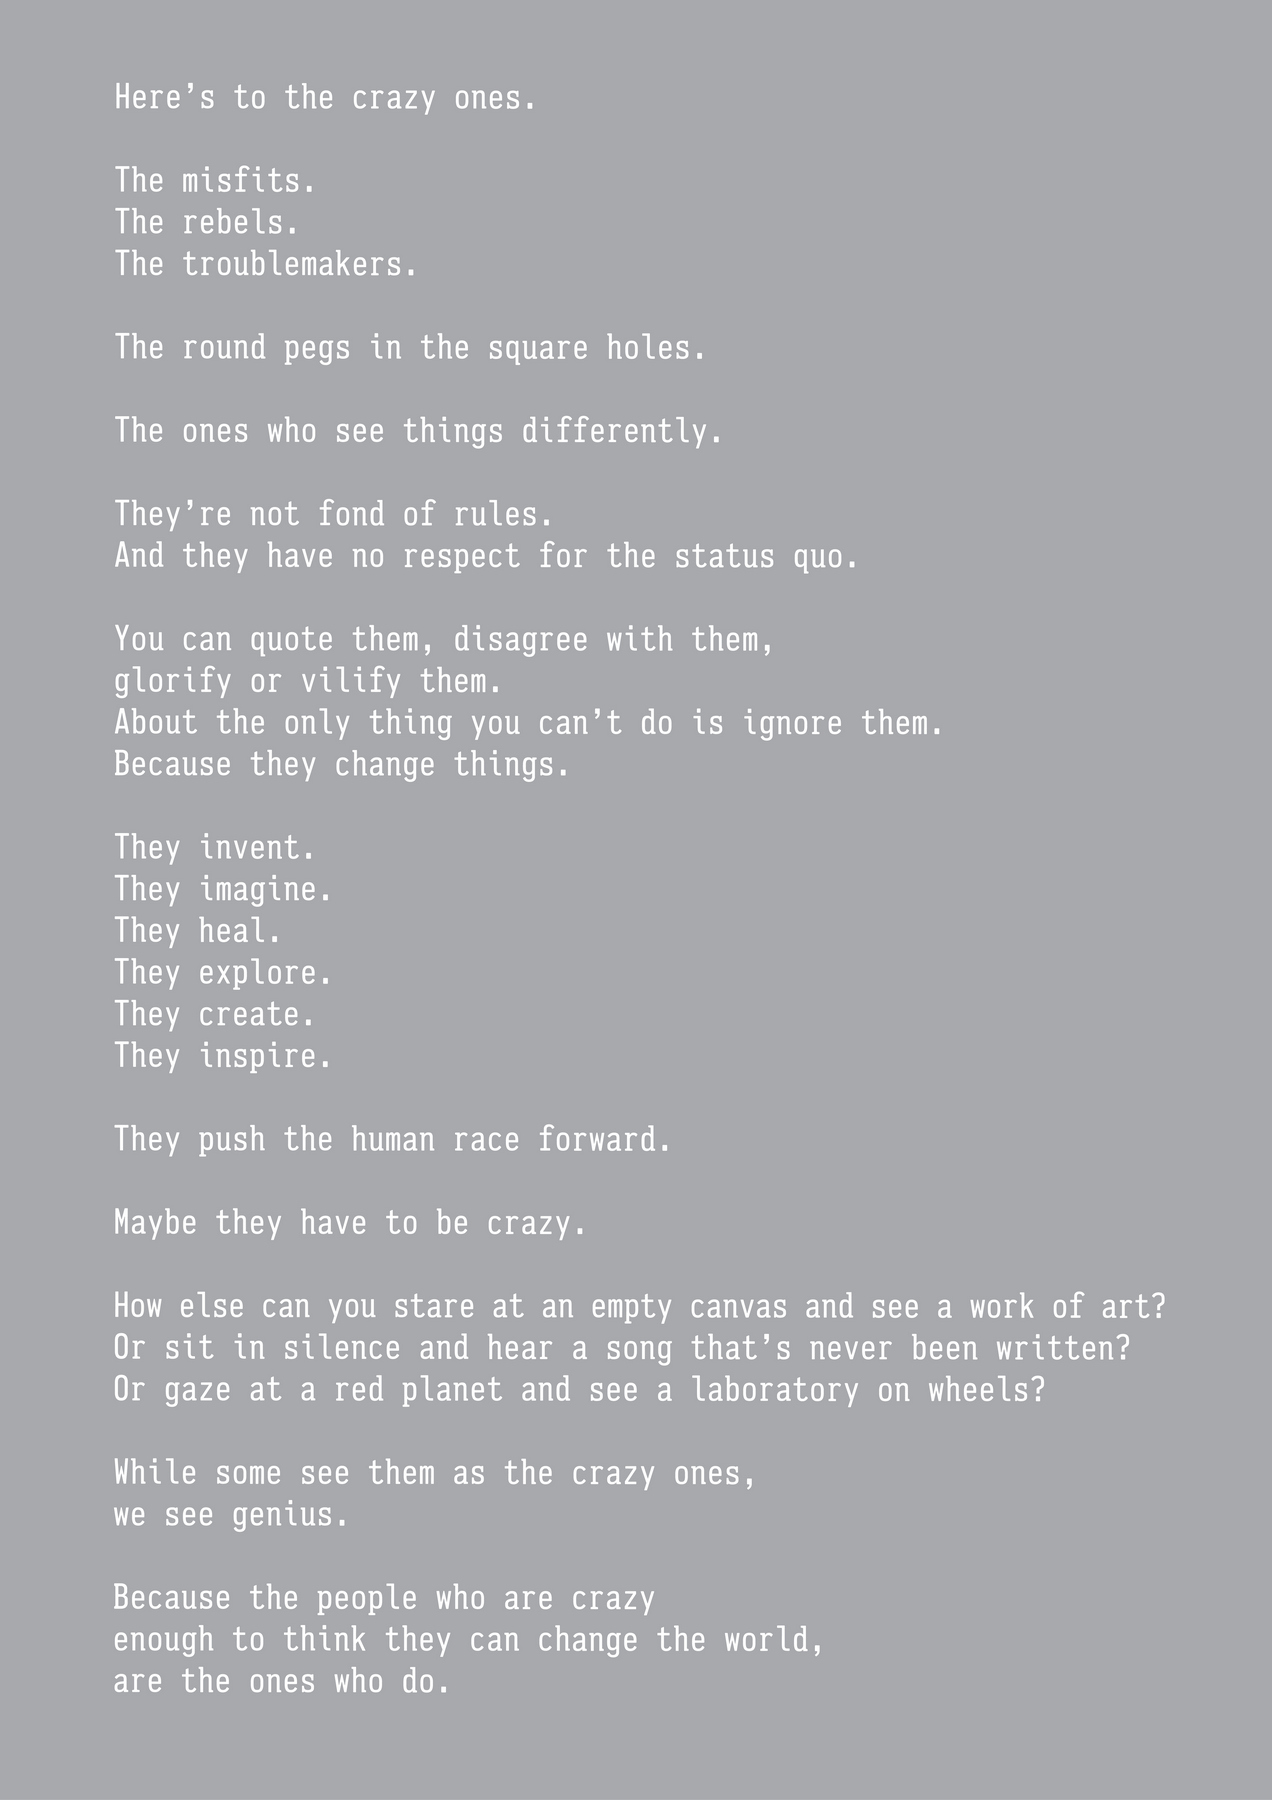 Here’s to the crazy ones.
The misfits.
The rebels.
The troublemakers.
The round pegs in the square holes.
The ones who see things differently.
They’re not fond of rules.
And they have no respect for the status quo.
You can quote them, disagree with them,
glorify or vilify them.
About the only thing you can’t do is ignore them.
Because they change things.
They invent.
They imagine.
They heal.
They explore.
They create.
They inspire.
They push the human race forward.
Maybe they have to be crazy.
How else can you stare at an empty canvas and see a work of art?
Or sit in silence and hear a song that’s never been written?
Or gaze at a red planet and see a laboratory on wheels?
While some see them as the crazy ones,
we see genius.
Because the people who are crazy
enough to think they can change the world,
are the ones who do.